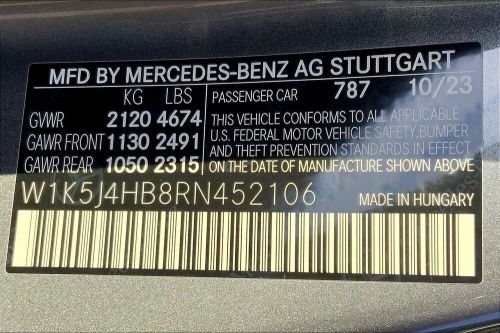 MFD BY MERCEDES-BENZ AG STUTTGART
KG LBS PASSENGER CAR 787 10/23
GVWR 2120 4674 THIS VEHICLE CONFORMS TO ALL APPLICABLE
GAWR FRONT 1130 2491 U.S. FEDERAL MOTOR VEHICLE SAFETY, BUMPER
AND THEFT PREVENTION STANDARDS IN EFFECT
GAWR REAR 1050 2315 ON THE DATE OF MANUFACTURE SHOWN ABOVE
W1K5J4HB8RN452106 MADE IN HUNGARY